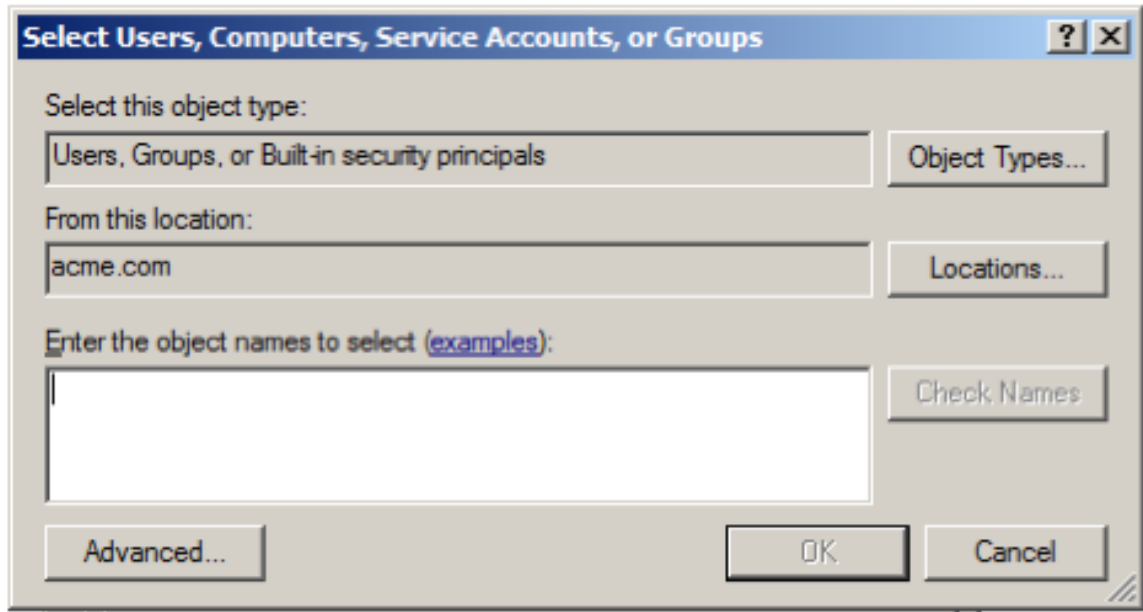 Select Users, Computers, Service Accounts, or Groups
Select this object type:
Users, Groups, or Built-in security principals
Object Types...
From this location:
acme.com
Locations...
Enter the object names to select (examples):
Check Names
Advanced...
OK
Cancel